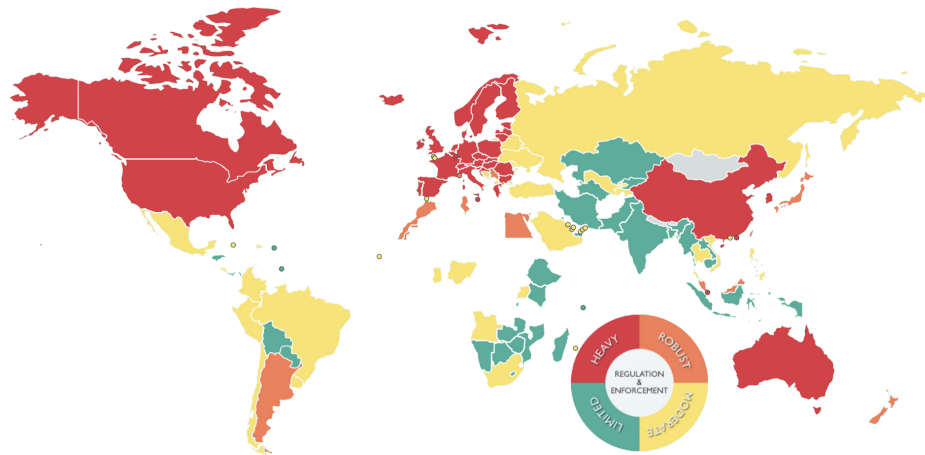 HEAVY
ROBUST
REGULATION
&
ENFORCEMENT
LIMITED
MODERATE